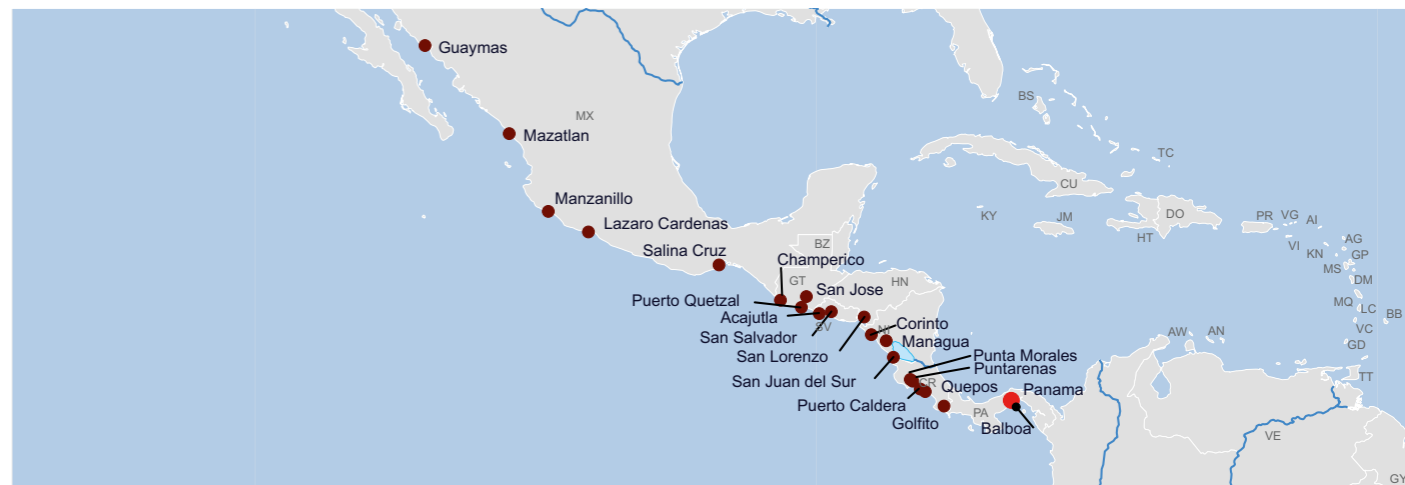 Guaymas
BS
MX
Mazatlan
TC
CU
Manzanillo
KY
JM
DO
PR
VG
AI
Lazaro Cardenas
HT
VI
KN
AG
Salina Cruz
BZ
GP
Champerico
MS
GT
HN
DM
San Jose
Puerto Quetzal
MQ
LC
Acajutla
BB
SV
NI
Corinto
VC
San Salvador
AW
AN
Managua
GD
San Lorenzo
Punta Morales
Puntarenas
TT
San Juan del Sur
CR
Quepos
Panama
Puerto Caldera
PA
Golfito
Balboa
VE
GY